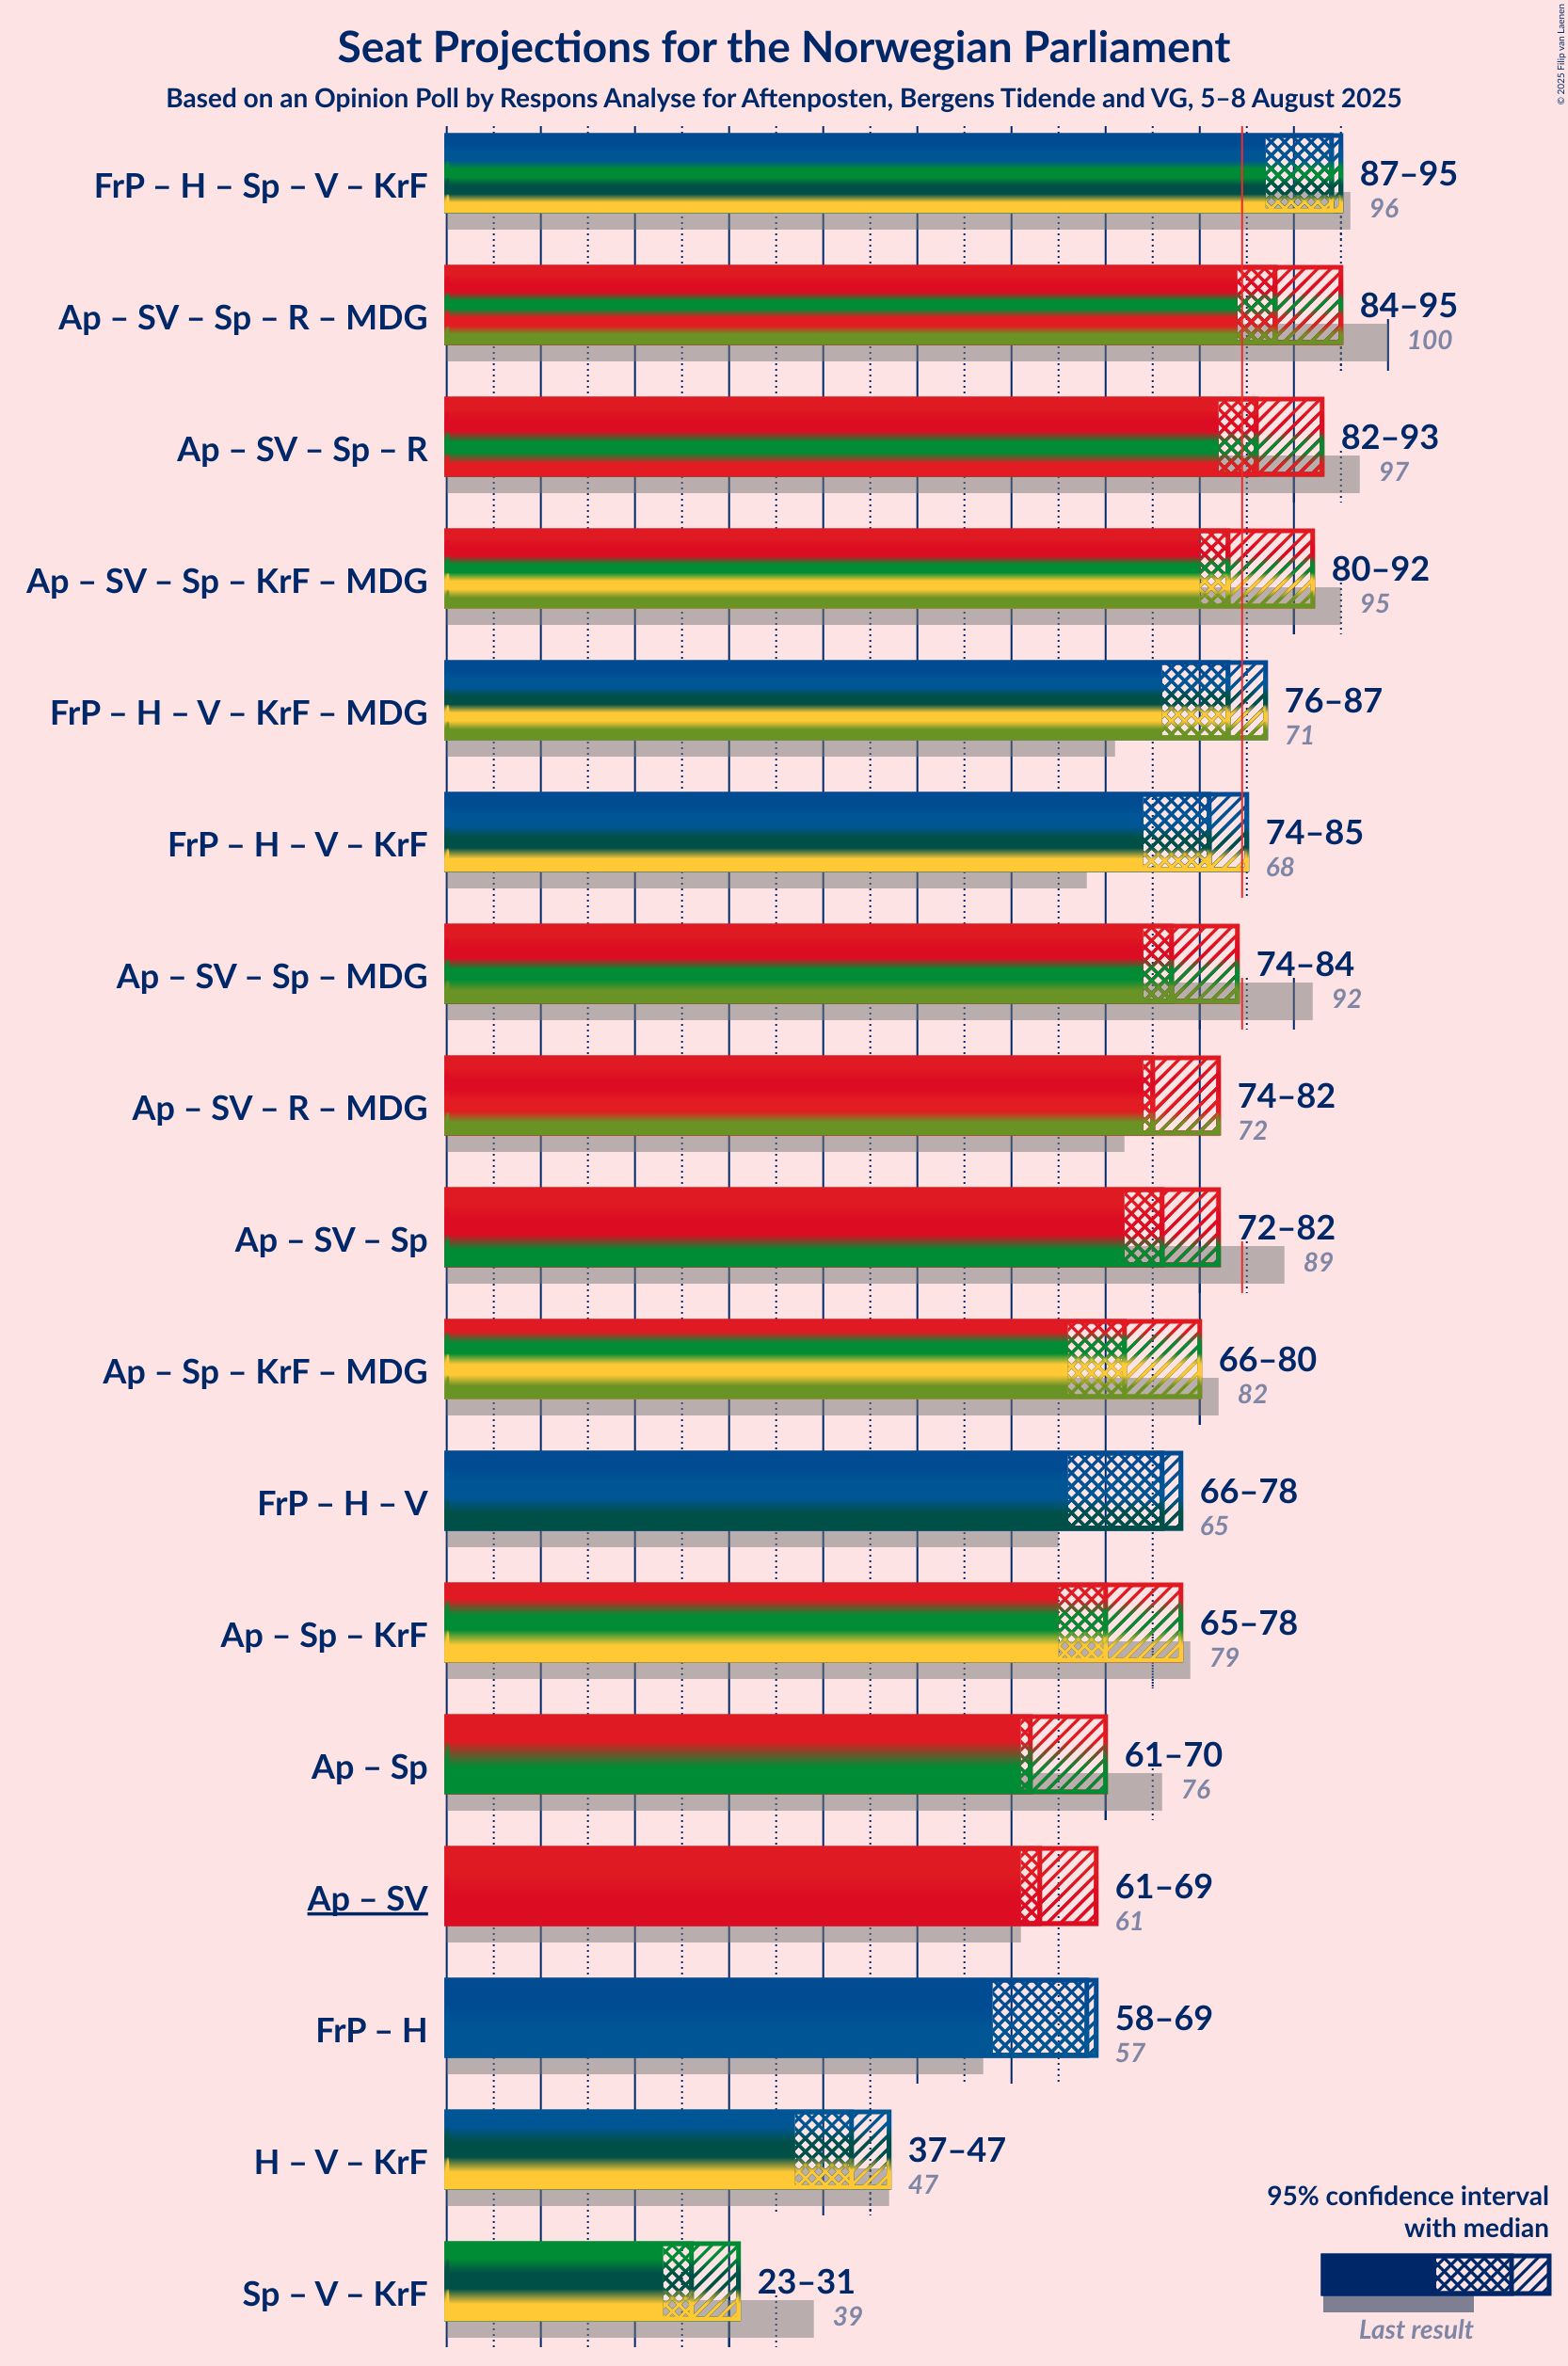 Seat Projections for the Norwegian Parliament
Based on an Opinion Poll by Respons Analyse for Aftenposten, Bergens Tidende and VG, 5–8 August 2025
© 2025 Filip van Laenen
FrP – H – Sp – V – KrF
87–95
96
Ap – SV – Sp – R – MDG
84–95
100
Ap – SV – Sp – R
82–93
97
Ap – SV – Sp – KrF – MDG
80–92
95
FrP – H – V – KrF – MDG
76–87
71
FrP – H – V – KrF
74–85
68
Ap – SV – Sp – MDG
74–84
92
Ap – SV – R – MDG
74–82
72
Ap – SV – Sp
72–82
89
Ap – Sp – KrF – MDG
66–80
82
FrP – H – V
66–78
65
Ap – Sp – KrF
65–78
79
Ap – Sp
61–70
76
Ap – SV
61–69
61
FrP – H
58–69
57
H – V – KrF
37–47
47
Sp – V – KrF
23–31
39
95% confidence interval
with median
Last result